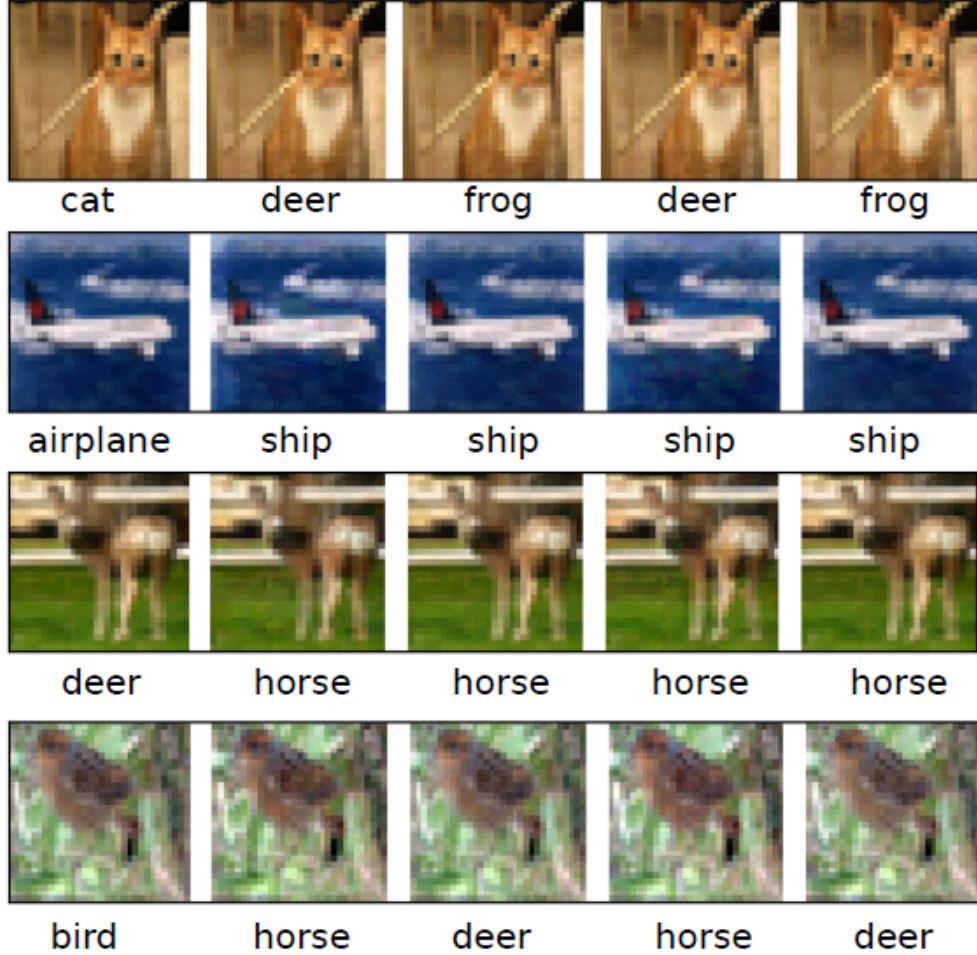 cat deer frog deer frog
airplane ship ship ship ship
deer horse horse horse horse
bird horse deer horse deer